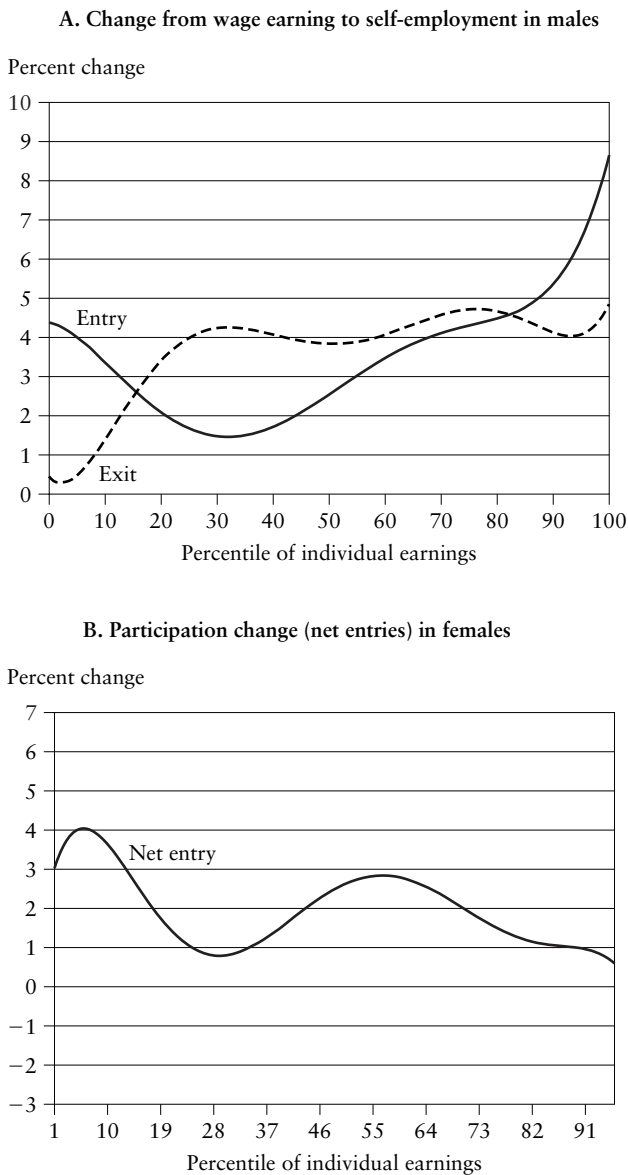 A. Change from wage earning to self-employment in males
Percent change
10
9
8
7
6
5
4
3
2
1
0
Entry
Exit
0 10 20 30 40 50 60 70 80 90 100
Percentile of individual earnings
B. Participation change (net entries) in females
Percent change
7
6
5
4
3
2
1
0
−1
−2
−3
Net entry
1 10 19 28 37 46 55 64 73 82 91
Percentile of individual earnings